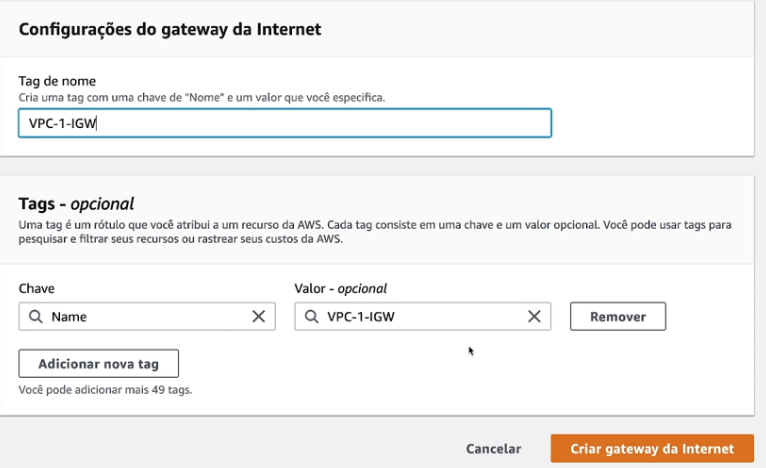 Configurações do gateway da Internet
Tag de nome
Cria uma tag com uma chave de "Nome" e um valor que você especifica.
VPC-1-IGW
Tags - opcional
Uma tag é um rótulo que você atribui a um recurso da AWS. Cada tag consiste em uma chave e um valor opcional. Você pode usar tags para
pesquisar e filtrar seus recursos ou rastrear seus custos da AWS.
Chave
Valor - opcional
Name
VPC-1-IGW
Remover
Adicionar nova tag
Você pode adicionar mais 49 tags.
Cancelar
Criar gateway da Internet